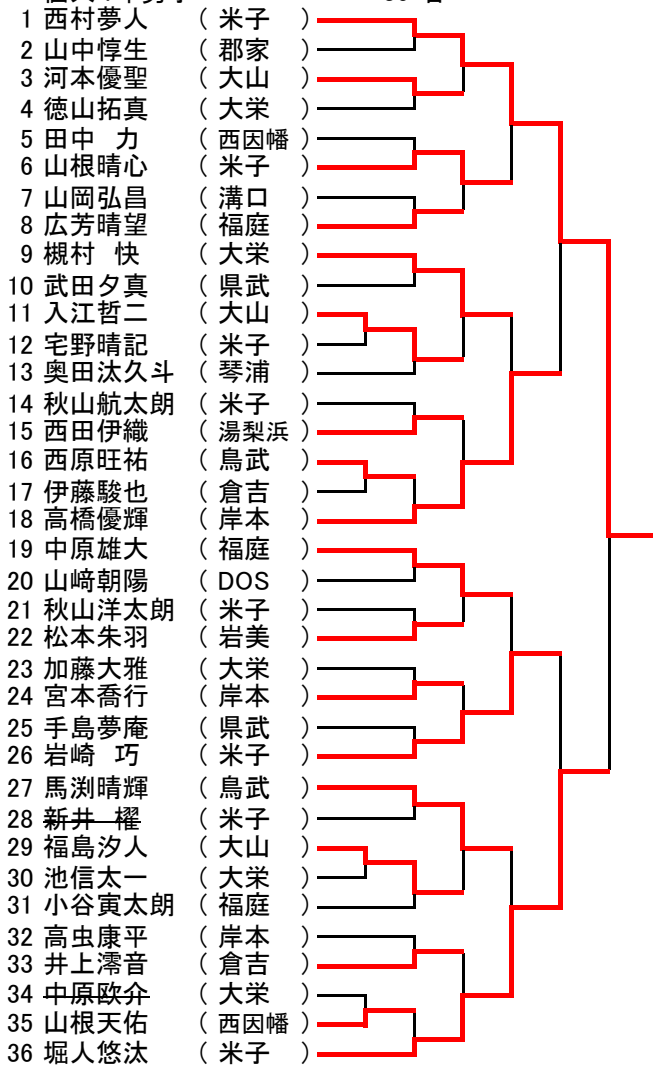 1 西村夢人 ( 米子 )
2 山中惇生 ( 郡家 )
3 河本優聖 ( 大山 )
4 徳山拓真 ( 大栄 )
5 田中 力 ( 西因幡 )
6 山根晴心 ( 米子 )
7 山岡弘昌 ( 溝口 )
8 広芳晴望 ( 福庭 )
9 槻村 快 ( 大栄 )
10 武田夕真 ( 県武 )
11 入江哲二 ( 大山 )
12 宅野晴記 ( 米子 )
13 奥田汰久斗 ( 琴浦 )
14 秋山航太朗 ( 米子 )
15 西田伊織 ( 湯梨浜 )
16 西原旺祐 ( 鳥武 )
17 伊藤駿也 ( 倉吉 )
18 高橋優輝 ( 岸本 )
19 中原雄大 ( 福庭 )
20 山﨑朝陽 ( DOS )
21 秋山洋太朗 ( 米子 )
22 松本朱羽 ( 岩美 )
23 加藤大雅 ( 大栄 )
24 宮本喬行 ( 岸本 )
25 手島夢庵 ( 県武 )
26 岩崎 巧 ( 米子 )
27 馬渕晴輝 ( 鳥武 )
28 新井 櫂 ( 米子 )
29 福島汐人 ( 大山 )
30 池信太一 ( 大栄 )
31 小谷寅太朗 ( 福庭 )
32 高虫康平 ( 岸本 )
33 井上澪音 ( 倉吉 )
34 中原欧介 ( 大栄 )
35 山根天佑 ( 西因幡 )
36 堀人悠汰 ( 米子 )